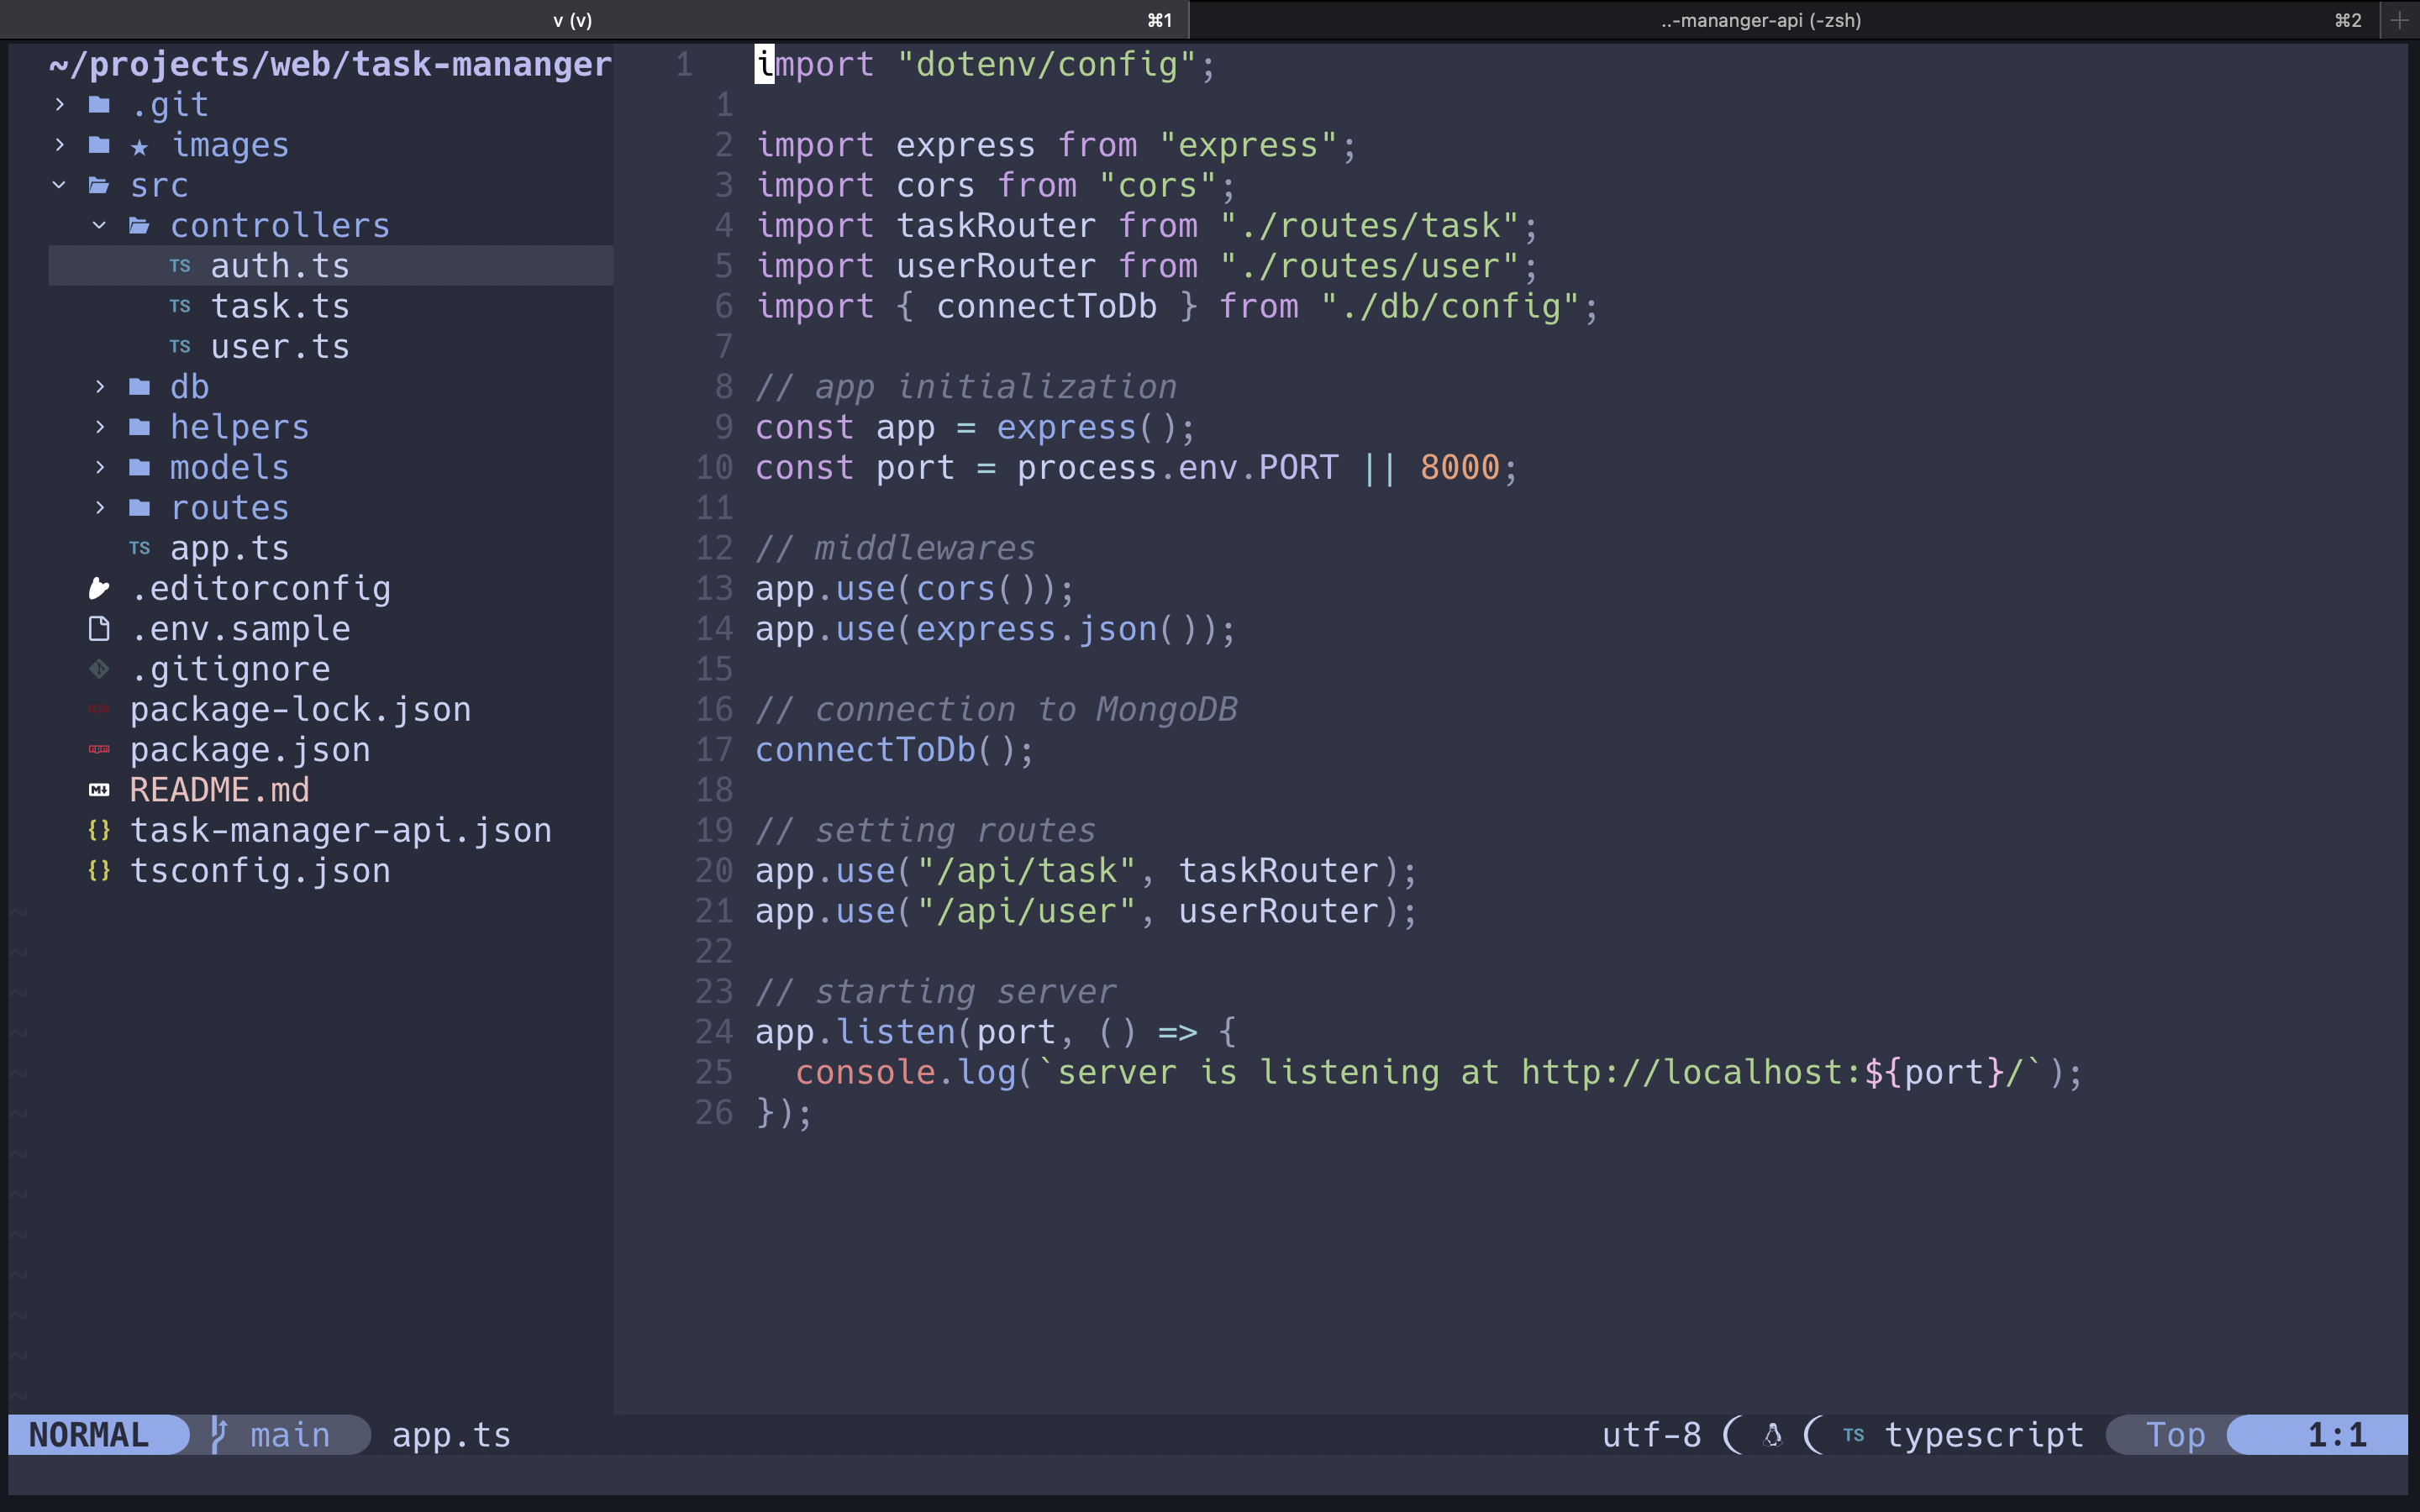 v (v) ⌘1 ..-mananger-api (-zsh) ⌘2 +
~/projects/web/task-mananger
.git
★ images
src
controllers
TS auth.ts
TS task.ts
TS user.ts
db
helpers
models
routes
TS app.ts
.editorconfig
.env.sample
.gitignore
package-lock.json
package.json
README.md
{} task-manager-api.json
{} tsconfig.json
1 import "dotenv/config";
1
2 import express from "express";
3 import cors from "cors";
4 import taskRouter from "./routes/task";
5 import userRouter from "./routes/user";
6 import { connectToDb } from "./db/config";
7
8 // app initialization
9 const app = express();
10 const port = process.env.PORT || 8000;
11
12 // middlewares
13 app.use(cors());
14 app.use(express.json());
15
16 // connection to MongoDB
17 connectToDb();
18
19 // setting routes
20 app.use("/api/task", taskRouter);
21 app.use("/api/user", userRouter);
22
23 // starting server
24 app.listen(port, () => {
25   console.log(`server is listening at http://localhost:${port}/`);
26 });
NORMAL main app.ts utf-8 TS typescript Top 1:1